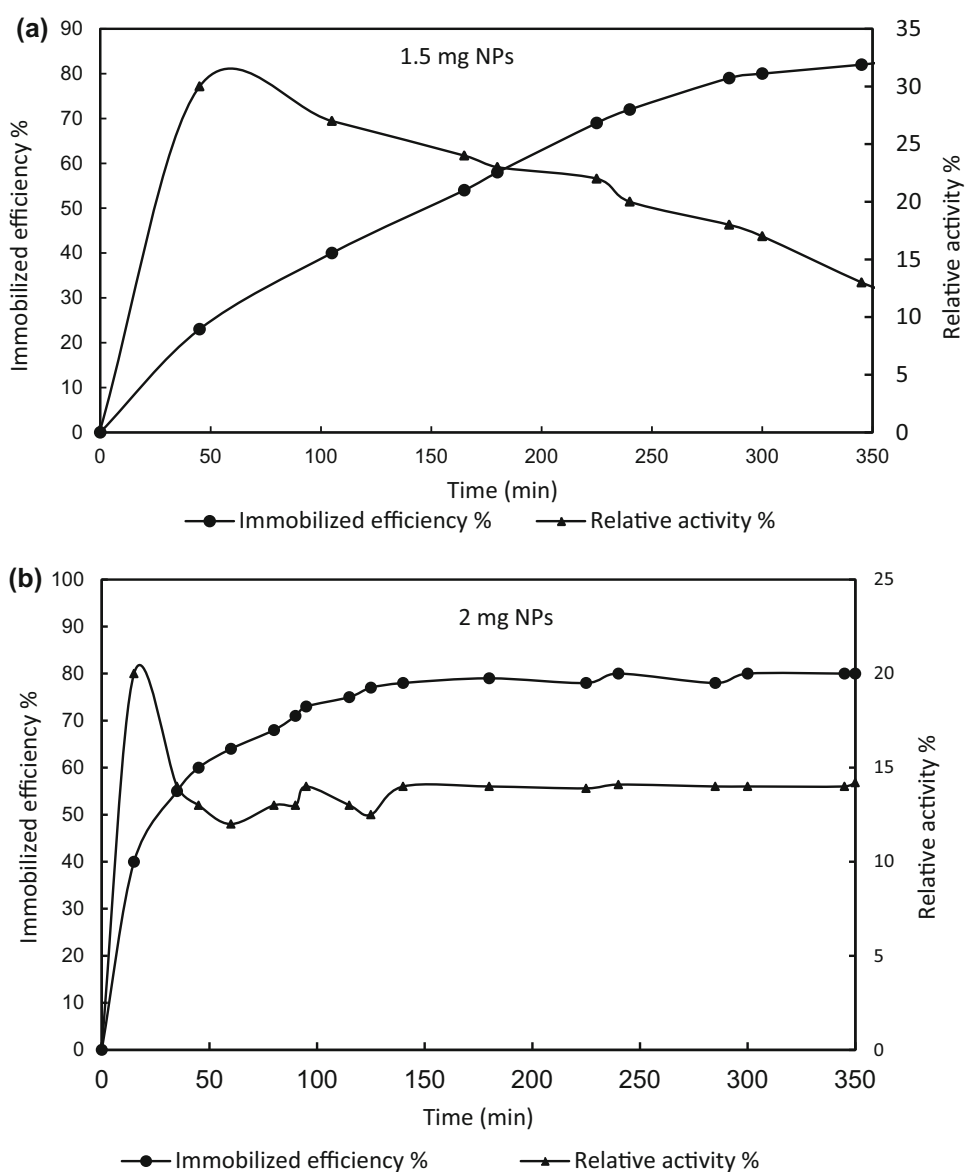 (a)
1.5 mg NPs
Immobilized efficiency %
90
80
70
60
50
40
30
20
10
0
Relative activity %
35
30
25
20
15
10
5
0
0 50 100 150 200 250 300 350
Time (min)
Immobilized efficiency % Relative activity %
(b)
2 mg NPs
Immobilized efficiency %
100
90
80
70
60
50
40
30
20
10
0
Relative activity %
25
20
15
10
5
0
0 50 100 150 200 250 300 350
Time (min)
Immobilized efficiency % Relative activity %